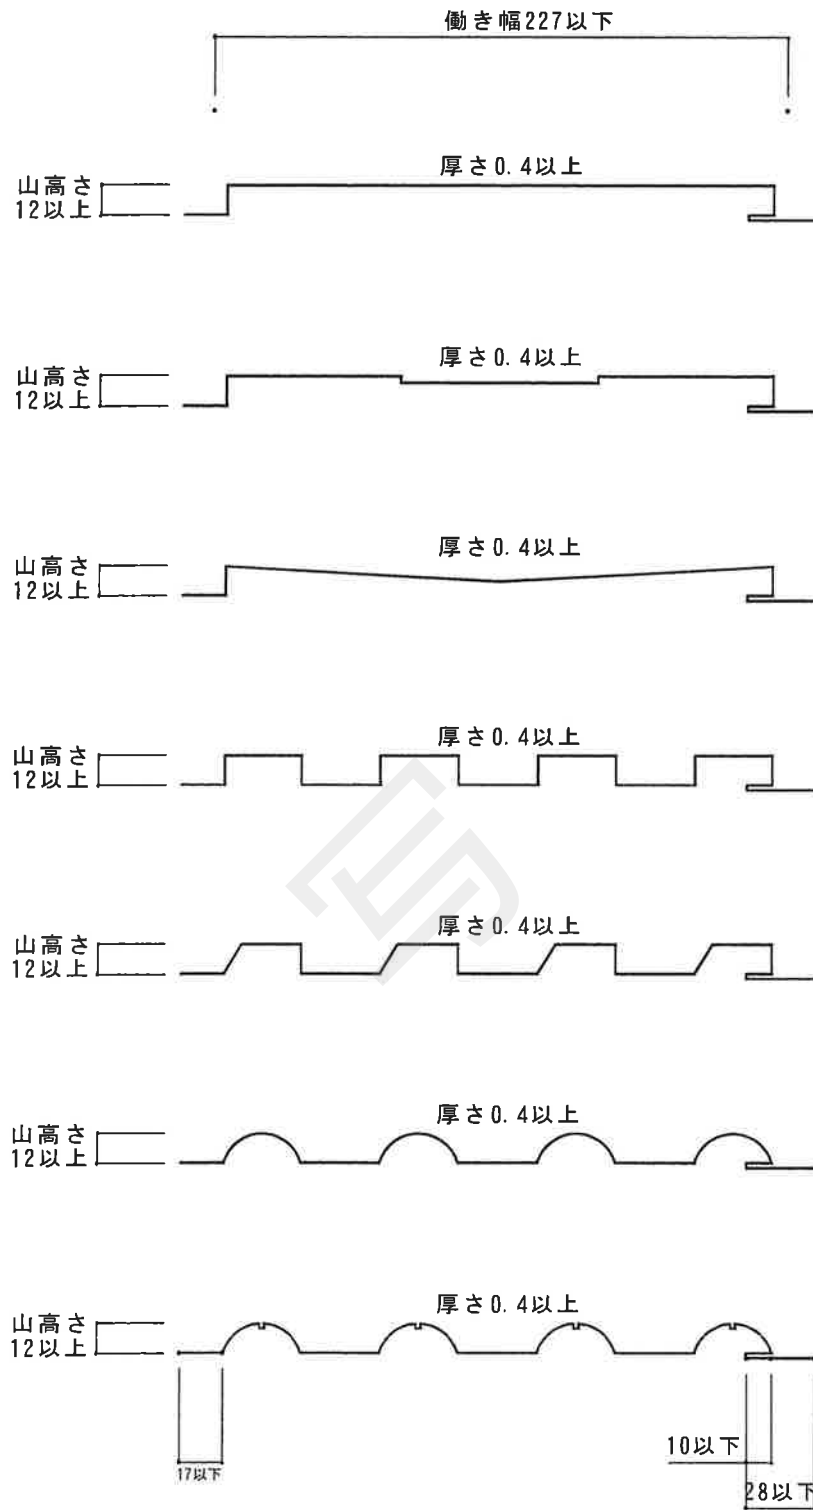 働き幅227以下
厚さ0.4以上
山高さ
12以上
厚さ0.4以上
山高さ
12以上
厚さ0.4以上
山高さ
12以上
厚さ0.4以上
山高さ
12以上
写
厚さ0.4以上
山高さ
12以上
厚さ0.4以上
山高さ
12以上
厚さ0.4以上
山高さ
12以上
10以下
17以下
28以下